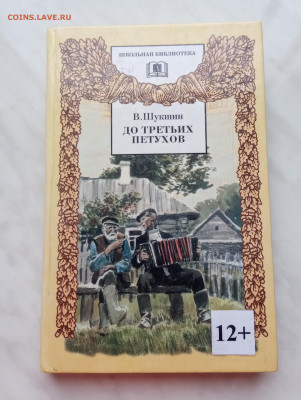 COINS.LAVE.RU
ШКОЛЬНАЯ БИБЛИОТЕКА
В.Шукшин
ДО ТРЕТЬИХ
ПЕТУХОВ
12+